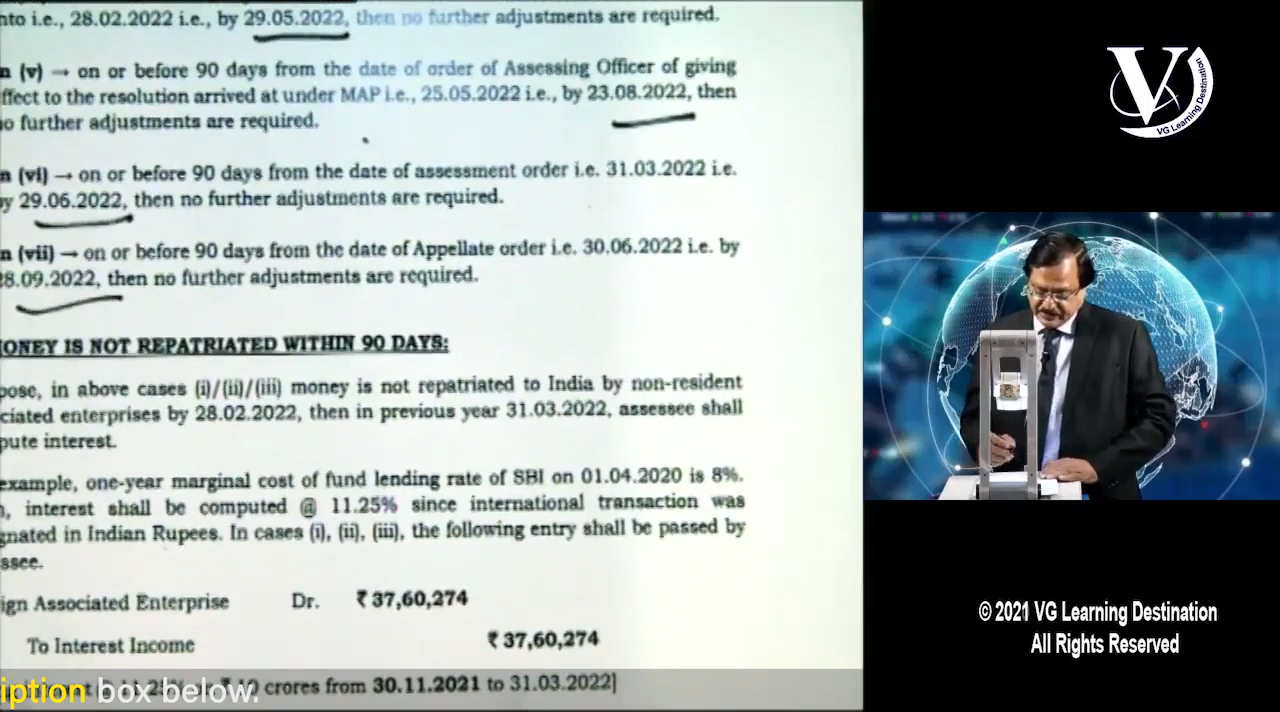 nto i.e., 28.02.2022 i.e., by 29.05.2022, then no further adjustments are required.
n (v) → on or before 90 days from the date of order of Assessing Officer of giving
ffect to the resolution arrived at under MAP i.e., 25.05.2022 i.e., by 23.08.2022, then
o further adjustments are required.
n (vi) → on or before 90 days from the date of assessment order i.e. 31.03.2022 i.e.
y 29.06.2022, then no further adjustments are required.
n (vii) → on or before 90 days from the date of Appellate order i.e. 30.06.2022 i.e. by
28.09.2022, then no further adjustments are required.
ONEY IS NOT REPATRIATED WITHIN 90 DAYS:
pose, in above cases (i)/(ii)/(iii) money is not repatriated to India by non-resident
ciated enterprises by 28.02.2022, then in previous year 31.03.2022, assessee shall
pute interest.
example, one-year marginal cost of fund lending rate of SBI on 01.04.2020 is 8%.
, interest shall be computed @ 11.25% since international transaction was
gnated in Indian Rupees. In cases (i), (ii), (iii), the following entry shall be passed by
ssee.
ign Associated Enterprise Dr. ₹ 37,60,274
To Interest Income ₹ 37,60,274
crores from 30.11.2021 to 31.03.2022]
iption box below.
V
VG Learning Destination
© 2021 VG Learning Destination
All Rights Reserved